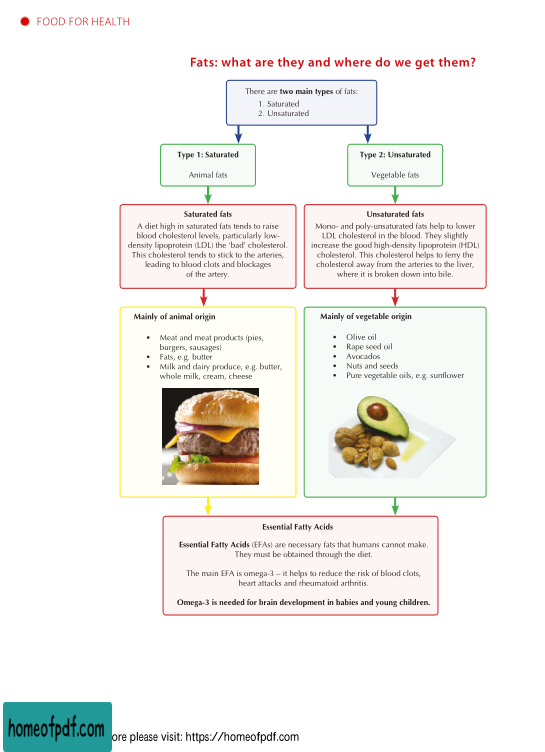 FOOD FOR HEALTH
Fats: what are they and where do we get them?
There are two main types of fats:
1. Saturated
2. Unsaturated
Type 1: Saturated
Animal fats
Type 2: Unsaturated
Vegetable fats
Saturated fats
A diet high in saturated fats tends to raise
blood cholesterol levels, particularly low-
density lipoprotein (LDL) the ‘bad’ cholesterol.
This cholesterol tends to stick to the arteries,
leading to blood clots and blockages
of the artery.
Unsaturated fats
Mono- and poly-unsaturated fats help to lower
LDL cholesterol in the blood. They slightly
increase the good high-density lipoprotein (HDL)
cholesterol. This cholesterol helps to ferry the
cholesterol away from the arteries to the liver,
where it is broken down into bile.
Mainly of animal origin
• Meat and meat products (pies,
burgers, sausages)
• Fats, e.g. butter
• Milk and dairy produce, e.g. butter,
whole milk, cream, cheese
Mainly of vegetable origin
• Olive oil
• Rape seed oil
• Avocados
• Nuts and seeds
• Pure vegetable oils, e.g. sunflower
Essential Fatty Acids
Essential Fatty Acids (EFAs) are necessary fats that humans cannot make.
They must be obtained through the diet.
The main EFA is omega-3 – it helps to reduce the risk of blood clots,
heart attacks and rheumatoid arthritis.
Omega-3 is needed for brain development in babies and young children.
homeofpdf.com
ore please visit: https://homeofpdf.com